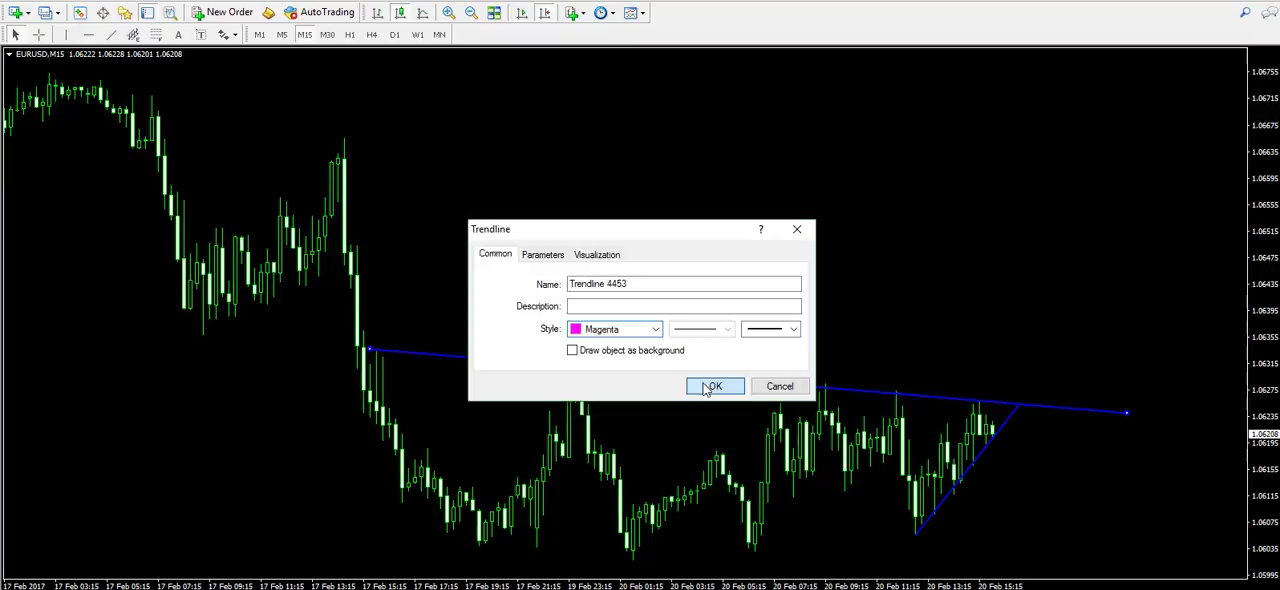 New Order AutoTrading
A T M1 M5 M15 M30 H1 H4 D1 W1 MN
EURUSD,M15 1.06222 1.06228 1.06201 1.06208
1.06755
1.06715
1.06635
1.06595
1.06555
1.06515
1.06475
1.06435
1.06395
1.06355
1.06315
1.06275
1.06235
1.06208
1.06195
1.06155
1.06115
1.06075
1.06035
1.05995
Trendline ?
Common Parameters Visualization
Name: Trendline 4453
Description:
Style: Magenta
Draw object as background
OK Cancel
17 Feb 2017 17 Feb 03:15 17 Feb 05:15 17 Feb 07:15 17 Feb 09:15 17 Feb 11:15 17 Feb 13:15 17 Feb 15:15 17 Feb 17:15 17 Feb 19:15 17 Feb 21:15 19 Feb 23:15 20 Feb 01:15 20 Feb 03:15 20 Feb 05:15 20 Feb 07:15 20 Feb 09:15 20 Feb 11:15 20 Feb 13:15 20 Feb 15:15